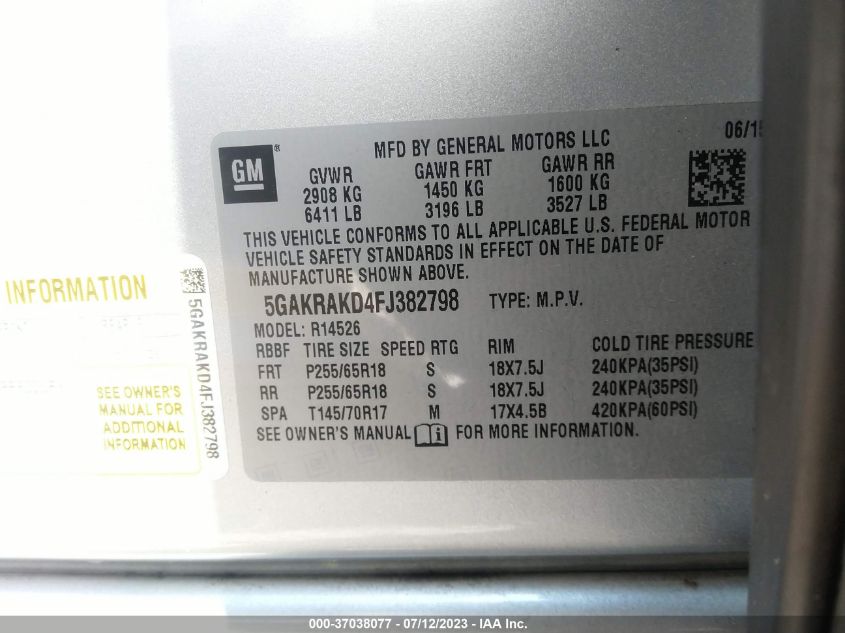 GM ®
MFD BY GENERAL MOTORS LLC
06/15
GVWR GAWR FRT GAWR RR
2908 KG 1450 KG 1600 KG
6411 LB 3196 LB 3527 LB
THIS VEHICLE CONFORMS TO ALL APPLICABLE U.S. FEDERAL MOTOR
VEHICLE SAFETY STANDARDS IN EFFECT ON THE DATE OF
MANUFACTURE SHOWN ABOVE.
5GAKRAKD4FJ382798 TYPE: M.P.V.
MODEL: R14526
RBBF TIRE SIZE SPEED RTG RIM COLD TIRE PRESSURE
FRT P255/65R18 S 18X7.5J 240KPA(35PSI)
RR P255/65R18 S 18X7.5J 240KPA(35PSI)
SPA T145/70R17 M 17X4.5B 420KPA(60PSI)
SEE OWNER'S MANUAL FOR MORE INFORMATION.
INFORMATION
5GAKRAKD4FJ382798
SEE OWNER'S
MANUAL FOR
ADDITIONAL
INFORMATION
000-37038077 - 07/12/2023 - IAA Inc.